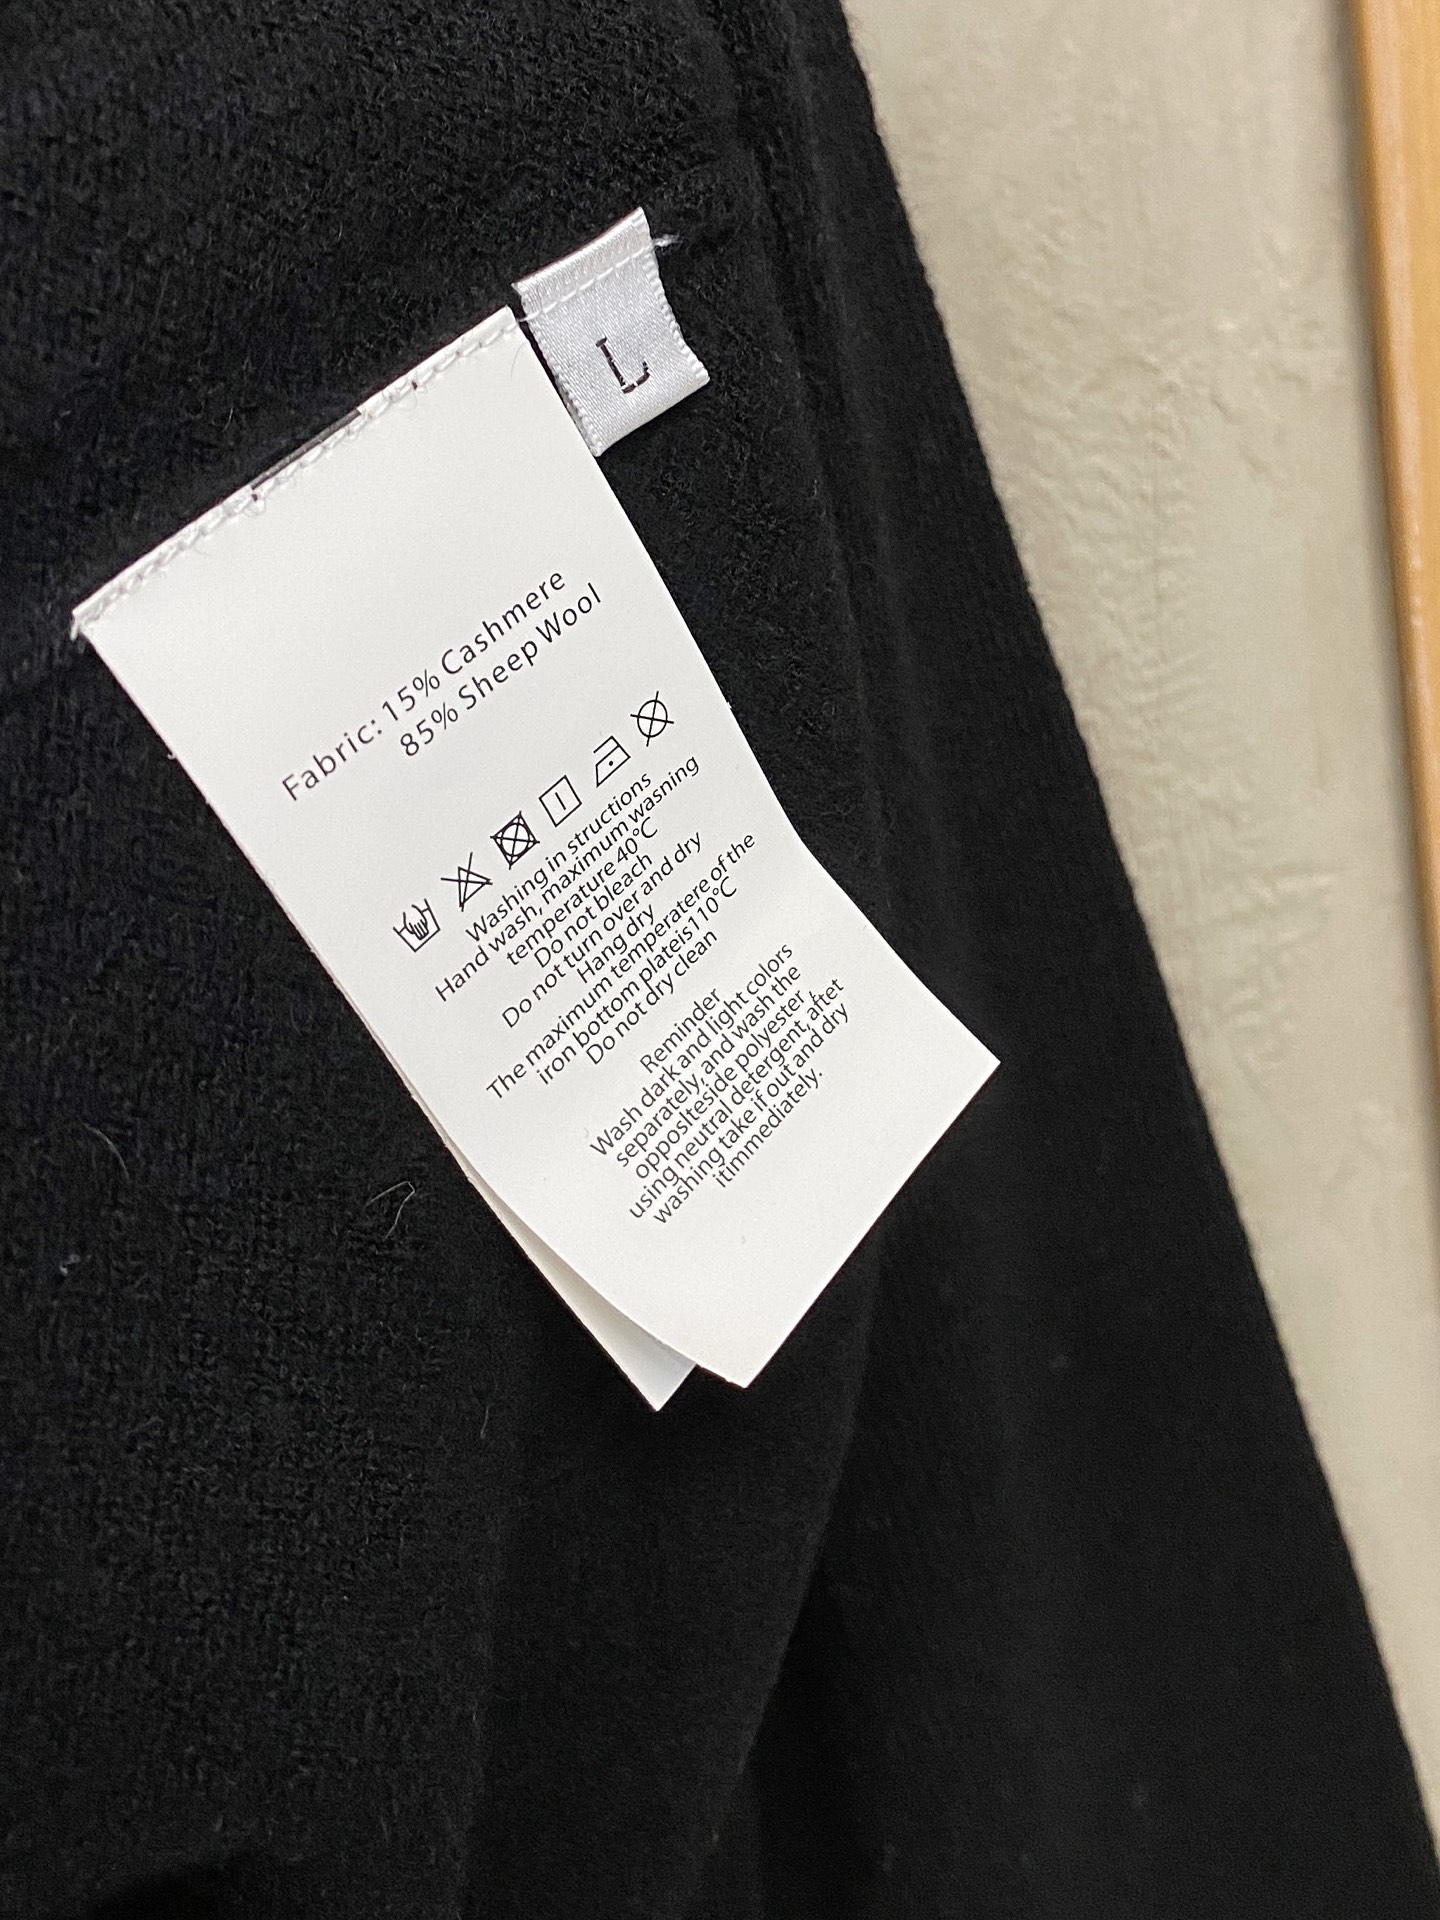 L
Fabric: 15% Cashmere
85% Sheep Wool
Washing in structions
Hand wash, maximum washing
temperature 40°C
Do not bleach
Do not turn over and dry
Hang dry
The maximum temperatere of the
iron bottom plateis110°C
Do not dry clean
Reminder
Wash dark and light colors
separately, and wash the
opposlteside polyester,
using neutral detergent, aftet
washing take if out and dry
itimmediately.